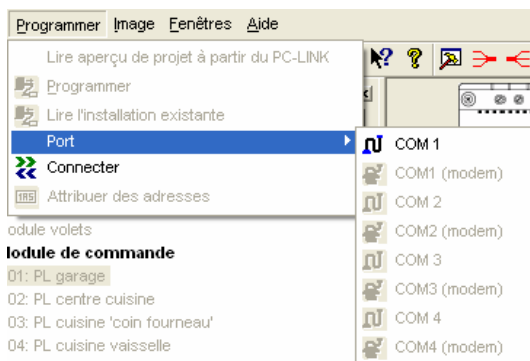 Programmer Image Fenêtres Aide
Lire aperçu de projet à partir du PC-LINK
Programmer
Lire l'installation existante
Port
Connecter
Attribuer des adresses
COM 1
COM1 (modem)
COM 2
COM2 (modem)
COM 3
COM3 (modem)
COM 4
COM4 (modem)
odule volets
odule de commande
01: PL garage
02: PL centre cuisine
03: PL cuisine 'coin fourneau'
04: PL cuisine vaisselle